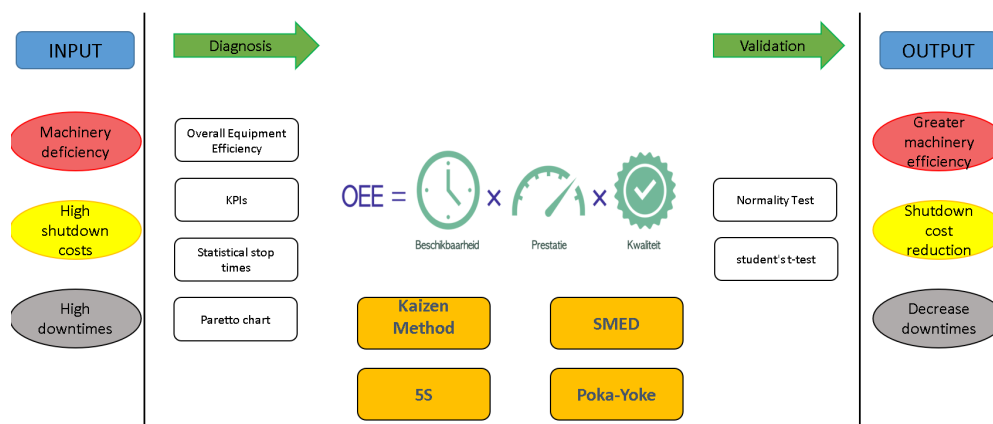 INPUT
Diagnosis
Validation
OUTPUT
Machinery
deficiency
High
shutdown
costs
High
downtimes
Overall Equipment
Efficiency
KPIs
Statistical stop
times
Paretto chart
OEE = x x
Beschikbaarheid
Prestatie
Kwaliteit
Kaizen
Method
SMED
5S
Poka-Yoke
Normality Test
student's t-test
Greater
machinery
efficiency
Shutdown
cost
reduction
Decrease
downtimes